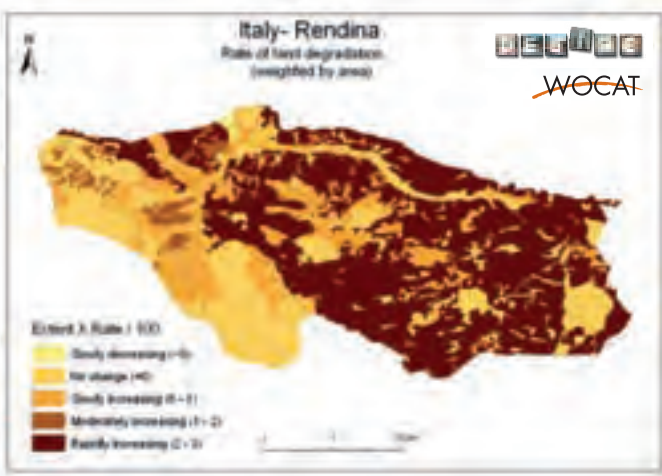 N
Italy- Rendina
Rate of land degradation
(weighted by area)
DESIRE
WOCAT
Extent X Rate / 100
Slowly decreasing (<0)
No change (=0)
Slowly increasing (0 - 1)
Moderately increasing (1 - 2)
Rapidly increasing (2 - 3)